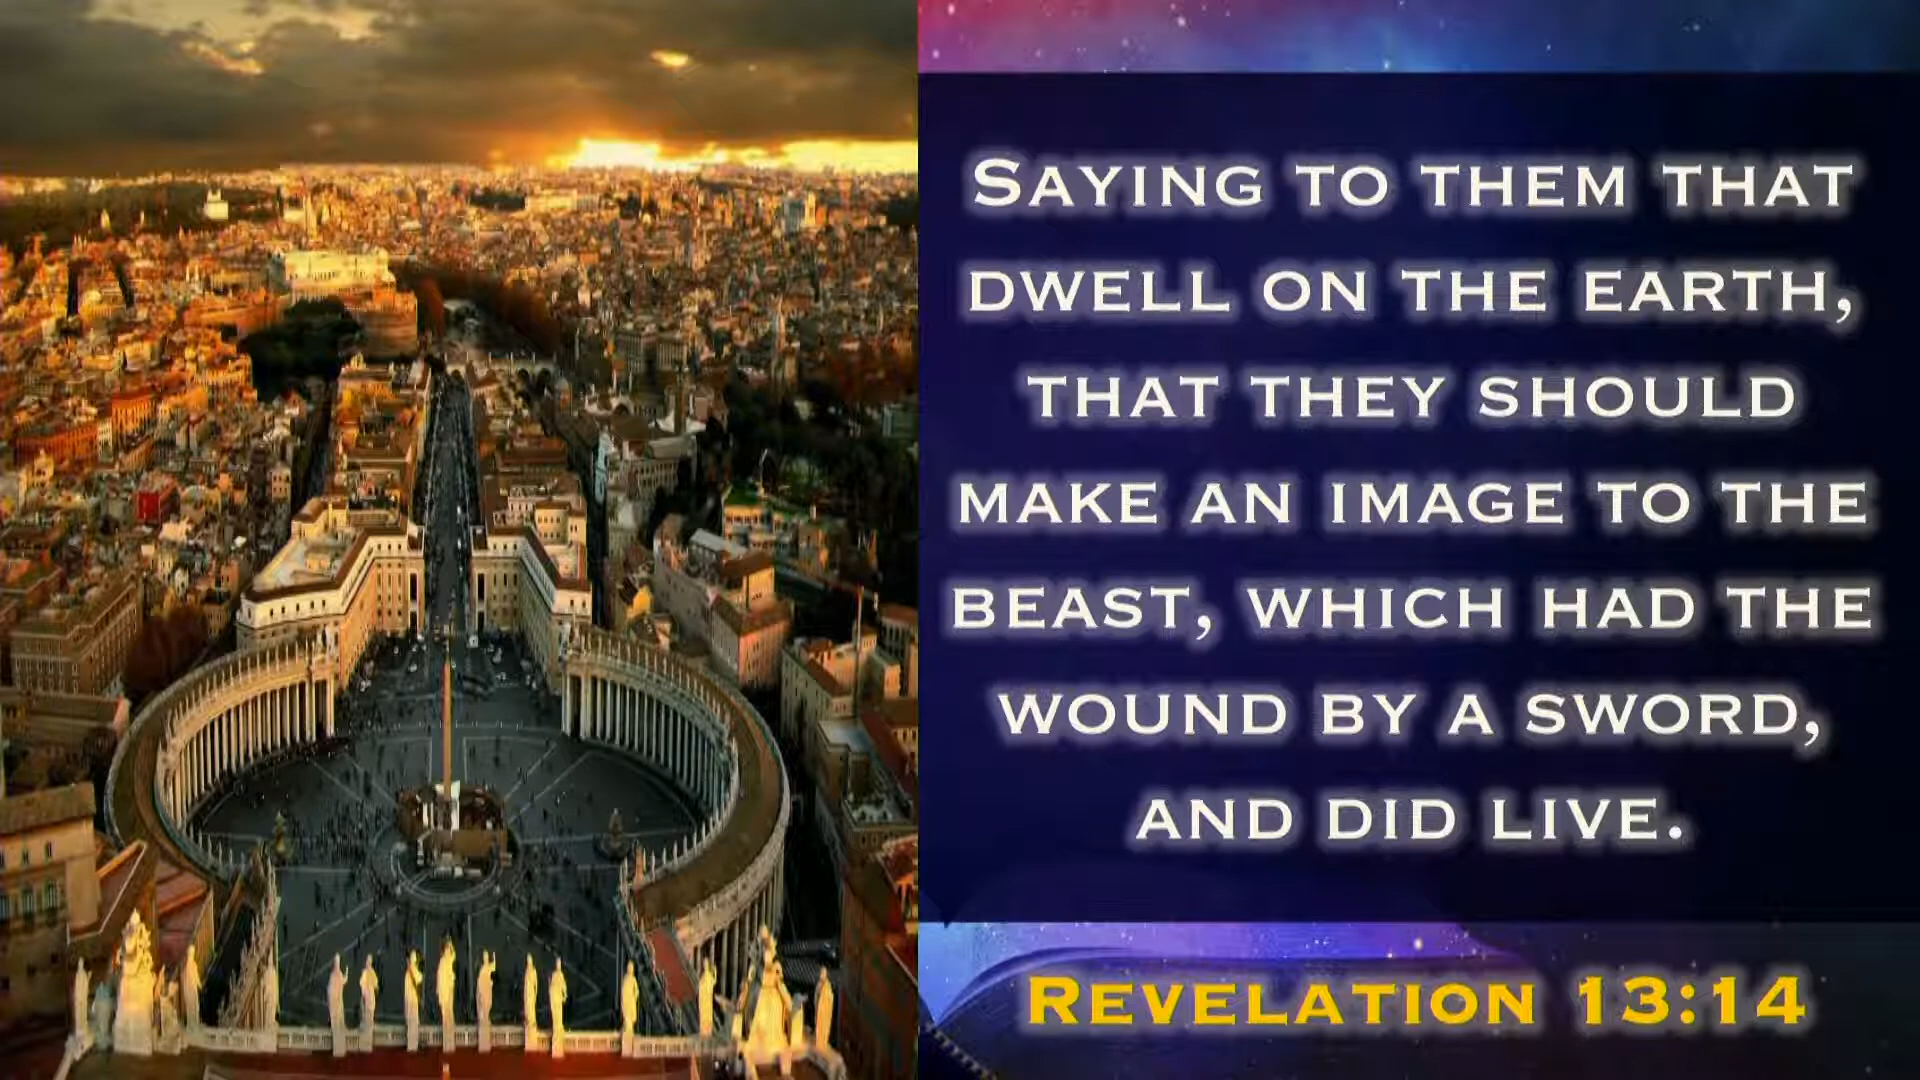 Saying to them that
dwell on the earth,
that they should
make an image to the
beast, which had the
wound by a sword,
and did live.
Revelation 13:14